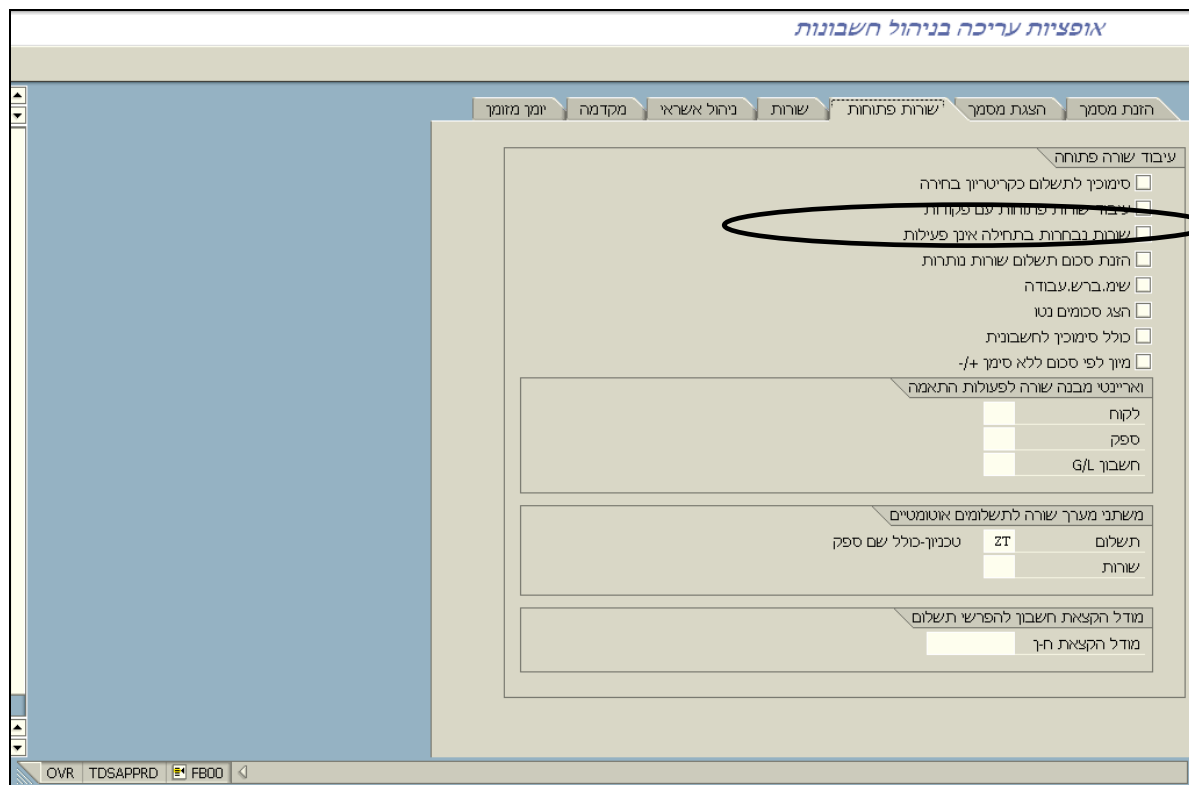 אופציות עריכה בניהול חשבונות
הזנת מסמך הצגת מסמך שורות פתוחות שורות ניהול אשראי מקדמה יומן מזומן
עיבוד שורה פתוחה
סימוכין לתשלום כקריטריון בחירה
עיבוד שורות פתוחות עם פקודות
שורות נבחרות בתחילה אינן פעילות
הזנת סכום תשלום שורות נותרות
שימ.ברש.עבודה
הצג סכומים נטו
כולל סימוכין לחשבונית
מיון לפי סכום ללא סימן +/-
וריאנטי מבנה שורה לפעולות התאמה
לקוח
ספק
חשבון G/L
משתני מערך שורה לתשלומים אוטומטיים
תשלום ZT טכניון-כולל שם ספק
שורות
מודל הקצאת חשבון להפרשי תשלום
מודל הקצאת ח-ן
OVR TDSAPPRD FB00